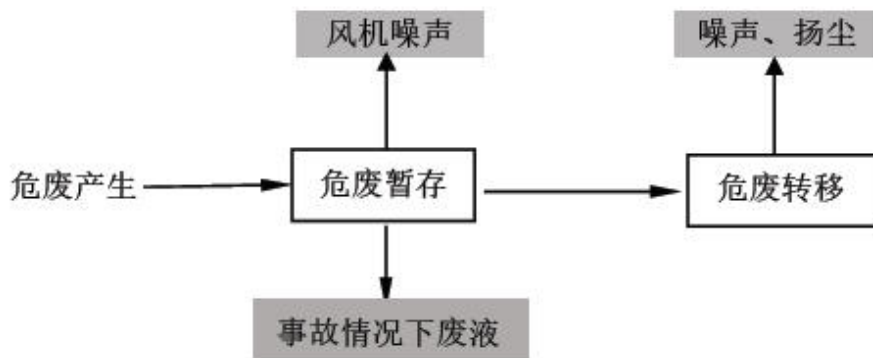 风机噪声
噪声、扬尘
危废产生
危废暂存
危废转移
事故情况下废液